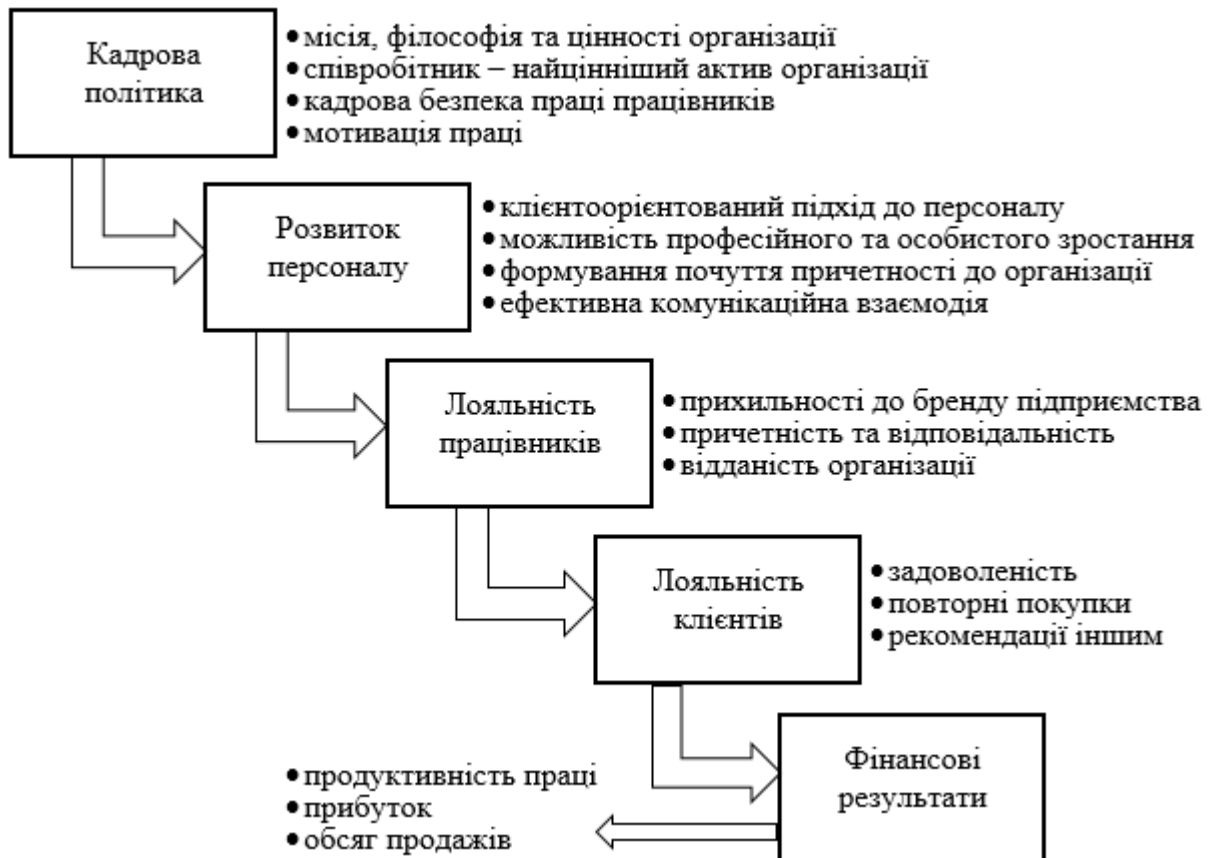 Кадрова
політика
•місія, філософія та цінності організації
•співробітник – найцінніший актив організації
•кадрова безпека праці працівників
•мотивація праці
Розвиток
персоналу
•клієнтоорієнтований підхід до персоналу
•можливість професійного та особистого зростання
•формування почуття причетності до організації
•ефективна комунікаційна взаємодія
Лояльність
працівників
•прихильності до бренду підприємства
•причетність та відповідальність
•відданість організації
Лояльність
клієнтів
•задоволеність
•повторні покупки
•рекомендації іншим
Фінансові
результати
•продуктивність праці
•прибуток
•обсяг продажів